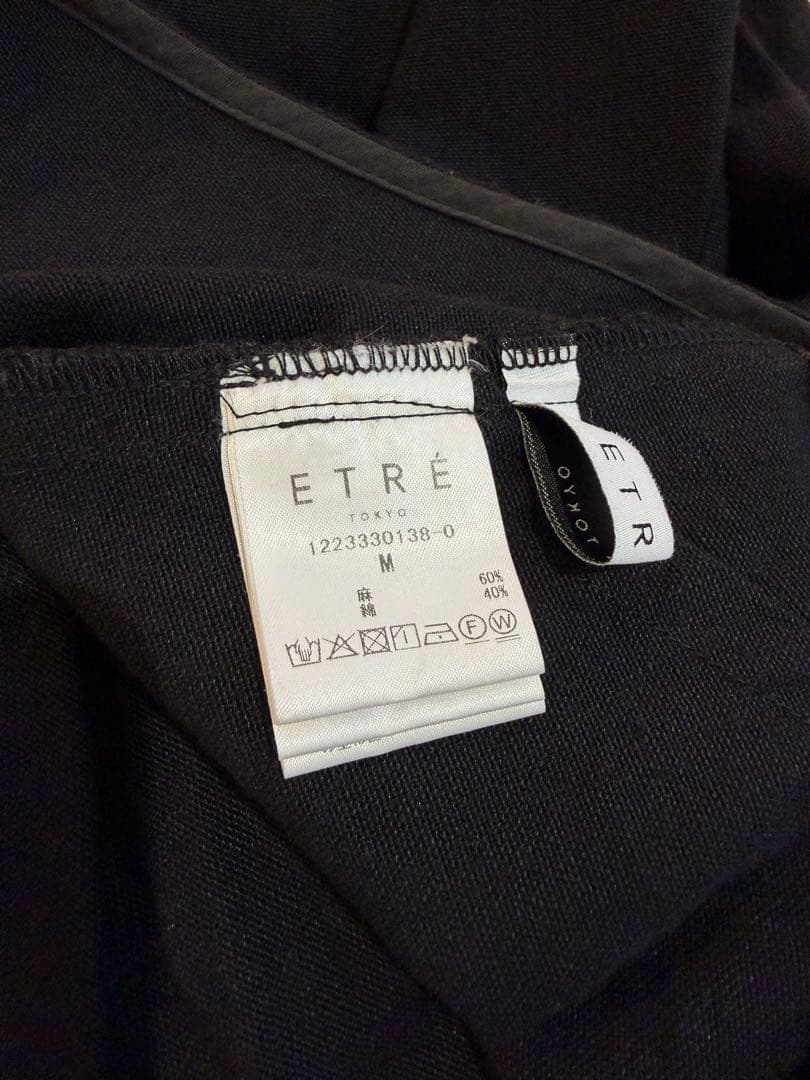 ETRÉ
TOKYO
1223330138-0
M
麻 60%
綿 40%
F W
ETR
TOKYO